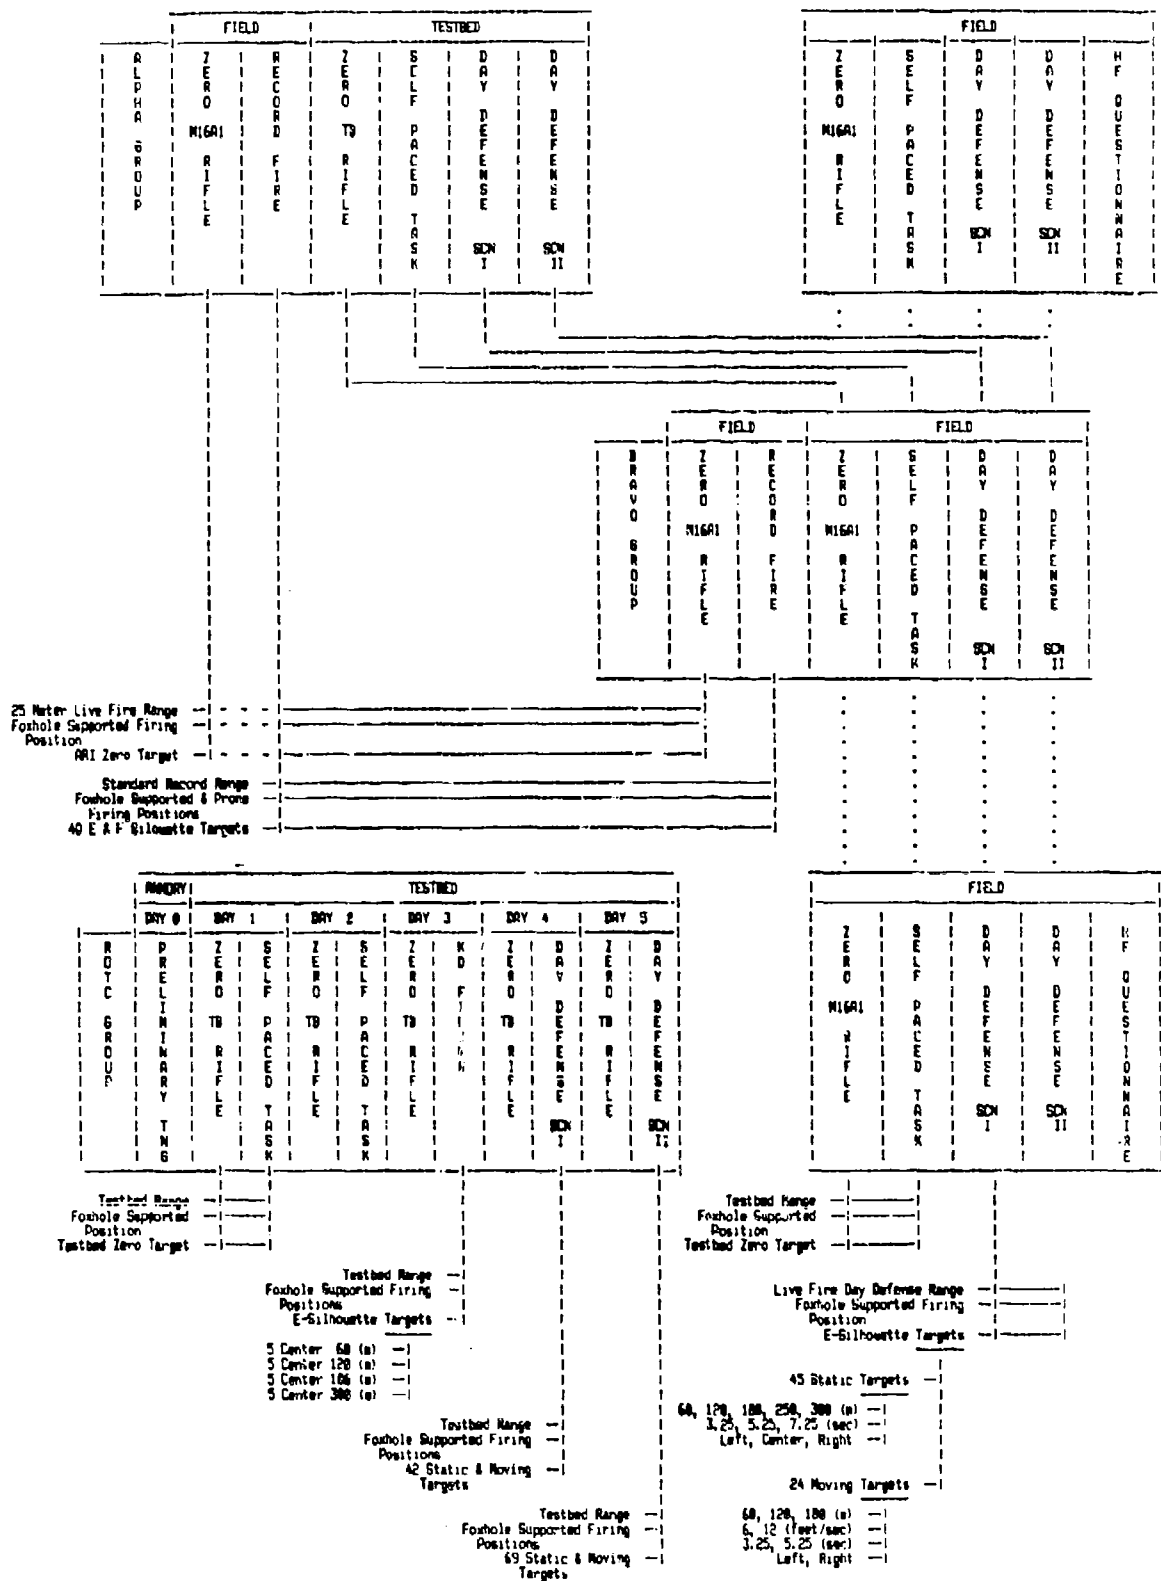 FIELD TESTBED
ALPHA GROUP
ZERO M16A1 RIFLE
RECORD FIRE
ZERO TB RIFLE
SELF PACED TASK
DAY DEFENSE SCN I
DAY DEFENSE SCN II
FIELD
ZERO M16A1 RIFLE
SELF PACED TASK
DAY DEFENSE SCN I
DAY DEFENSE SCN II
HF QUESTIONNAIRE
FIELD FIELD
BRAVO GROUP
ZERO M16A1 RIFLE
RECORD FIRE
ZERO M16A1 RIFLE
SELF PACED TASK
DAY DEFENSE SCN I
DAY DEFENSE SCN II
25 Meter Live Fire Range
Foxhole Supported Firing
Position
ARI Zero Target
Standard Record Range
Foxhole Supported & Prone
Firing Positions
40 E & F Silouette Targets
ARMORY TESTBED
DAY 0 DAY 1 DAY 2 DAY 3 DAY 4 DAY 5
ROTC GROUP
PRELIMINARY TNG
ZERO TB RIFLE
SELF PACED TASK
ZERO TB RIFLE
SELF PACED TASK
ZERO TB RIFLE
KD
ZERO TB RIFLE
DAY DEFENSE SCN I
ZERO TB RIFLE
DAY DEFENSE SCN II
FIELD
ZERO M16A1 RIFLE
SELF PACED TASK
DAY DEFENSE SCN I
DAY DEFENSE SCN II
HF QUESTIONNAIRE
Testbed Range
Foxhole Supported
Position
Testbed Zero Target
Testbed Range
Foxhole Supported Firing
Positions
E-Silhouette Targets
5 Center 60 (m)
5 Center 120 (m)
5 Center (m)
5 Center 300 (m)
Testbed Range
Foxhole Supported Firing
Positions
42 Static & Moving
Targets
Testbed Range
Foxhole Supported Firing
Positions
69 Static & Moving
Targets
Testbed Range
Foxhole Supported
Position
Testbed Zero Target
Live Fire Day Defense Range
Foxhole Supported Firing
Position
E-Silhouette Targets
45 Static Targets
60, 120, 180, 250, 300 (m)
3.25, 5.25, 7.25 (sec)
Left, Center, Right
24 Moving Targets
60, 120, 180 (m)
6, 12 (feet/sec)
3.25, 5.25 (sec)
Left, Right